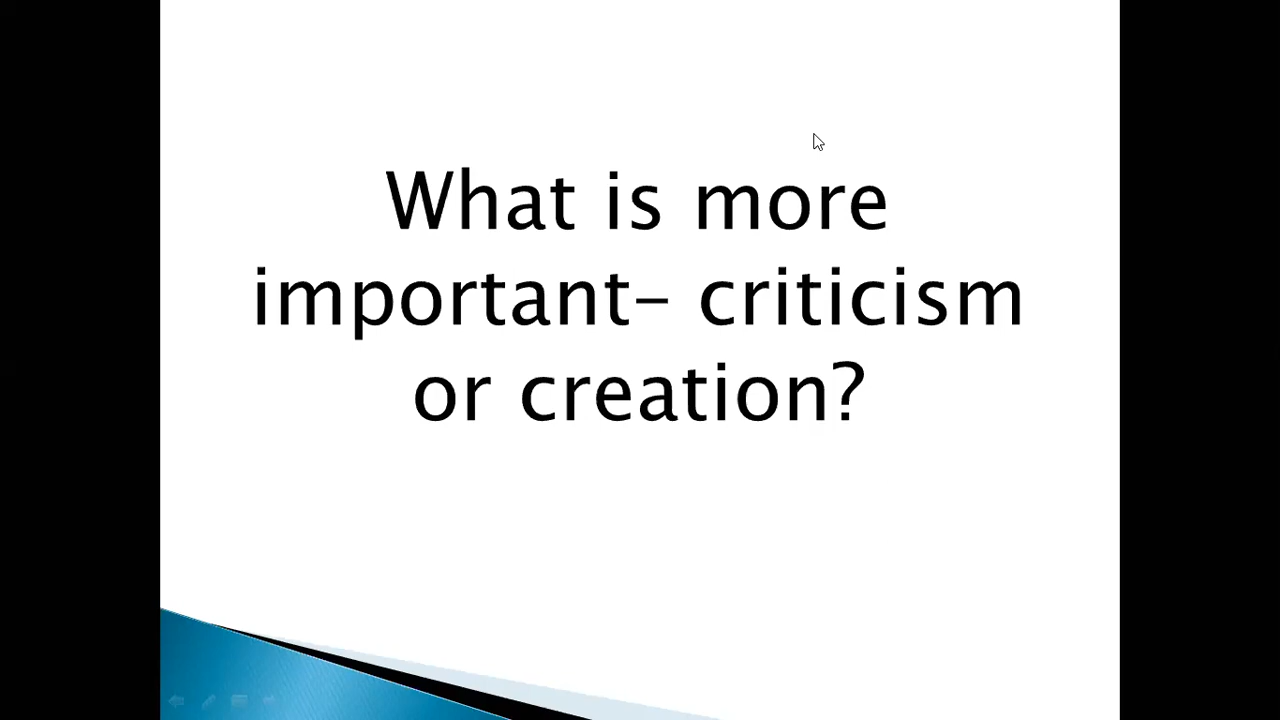 What is more
important– criticism
or creation?